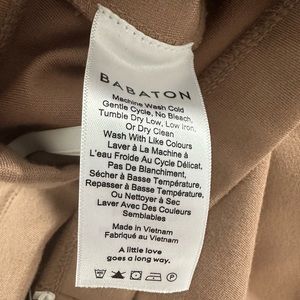 BABATON
Machine Wash Cold
Gentle Cycle, No Bleach,
Tumble Dry Low, Low Iron,
Or Dry Clean
Wash With Like Colours
Laver À La Machine à
L'eau Froide Au Cycle Délicat,
Pas De Blanchiment,
Sécher à Basse Température,
Repasser à Basse Température,
Ou Nettoyer à Sec
Laver Avec Des Couleurs
Semblables
Made in Vietnam
Fabriqué au Vietnam
A little love
goes a long way.